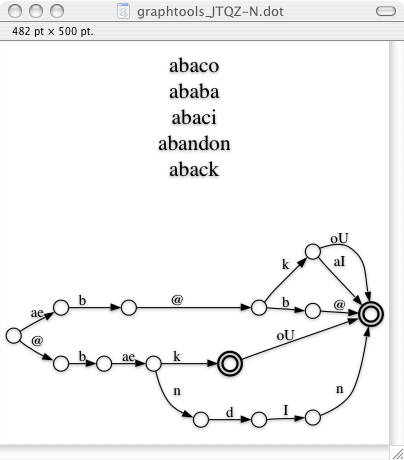 graphtools_JTQZ-N.dot
482 pt × 500 pt.
abaco
ababa
abaci
abandon
aback
oU
k
aI
ae
b
@
b
@
@
b
ae
k
oU
n
d
I
n